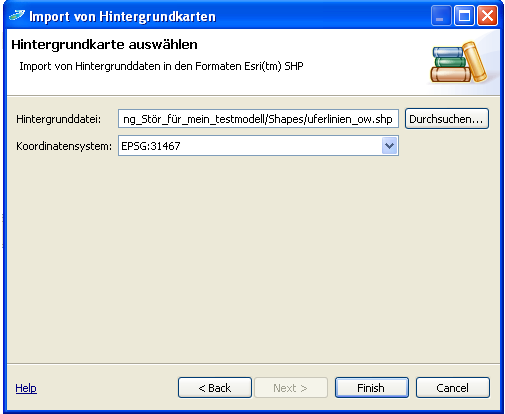 Import von Hintergrundkarten
Hintergrundkarte auswählen
Import von Hintergrunddaten in den Formaten Esri(tm) SHP
Hintergrunddatei: ng_Stör_für_mein_testmodell/Shapes/uferlinien_ow.shp Durchsuchen...
Koordinatensystem: EPSG:31467
Help < Back Next > Finish Cancel